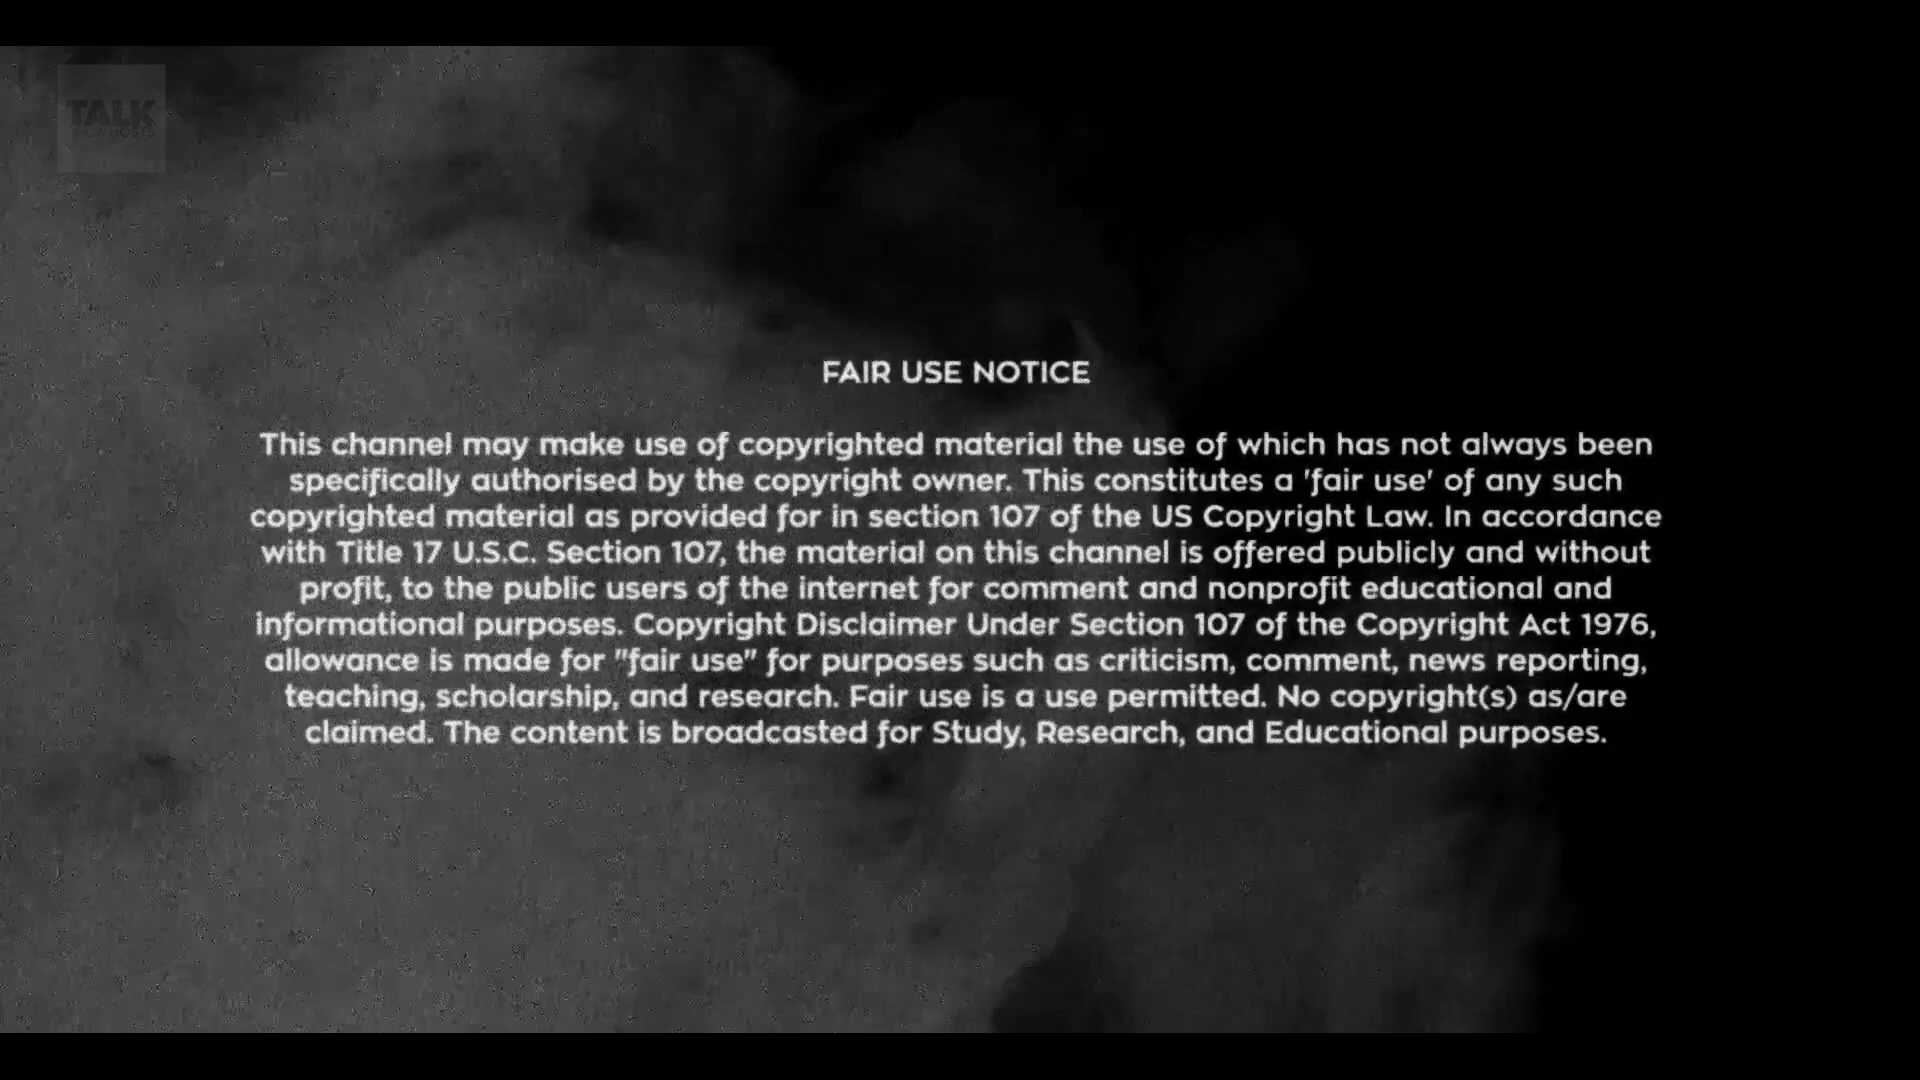 TALK
SHOW HOSTS
FAIR USE NOTICE
This channel may make use of copyrighted material the use of which has not always been
specifically authorised by the copyright owner. This constitutes a 'fair use' of any such
copyrighted material as provided for in section 107 of the US Copyright Law. In accordance
with Title 17 U.S.C. Section 107, the material on this channel is offered publicly and without
profit, to the public users of the internet for comment and nonprofit educational and
informational purposes. Copyright Disclaimer Under Section 107 of the Copyright Act 1976,
allowance is made for "fair use" for purposes such as criticism, comment, news reporting,
teaching, scholarship, and research. Fair use is a use permitted. No copyright(s) as/are
claimed. The content is broadcasted for Study, Research, and Educational purposes.